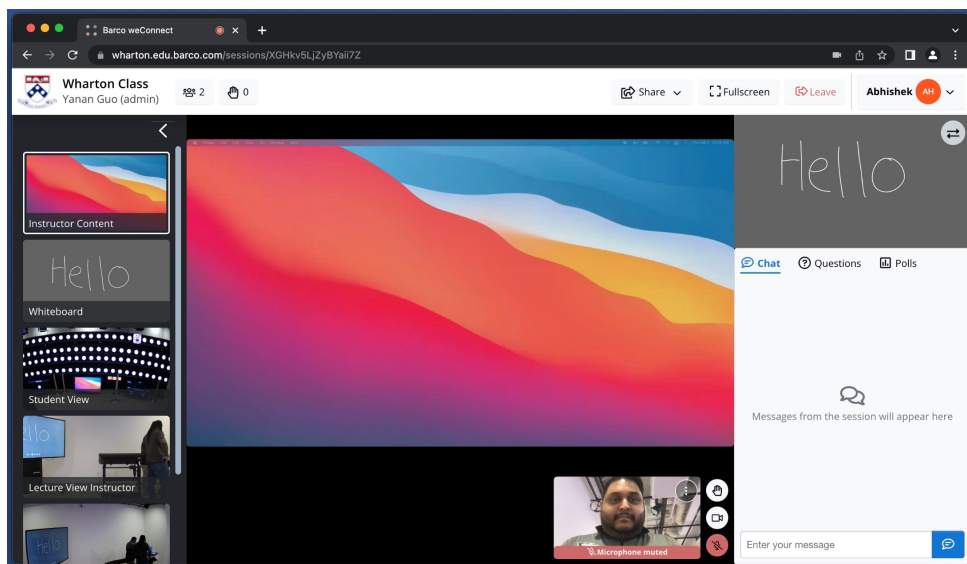 Barco weConnect
wharton.edu.barco.com/sessions/XGHkv5LjZyBYaii7Z
Wharton Class
Yanan Guo (admin)
2
0
Share
Fullscreen
Leave
Abhishek
AH
Instructor Content
Hello
Whiteboard
Student View
Hello
Lecture View Instructor
Hello
Microphone muted
Hello
Chat
Questions
Polls
Messages from the session will appear here
Enter your message